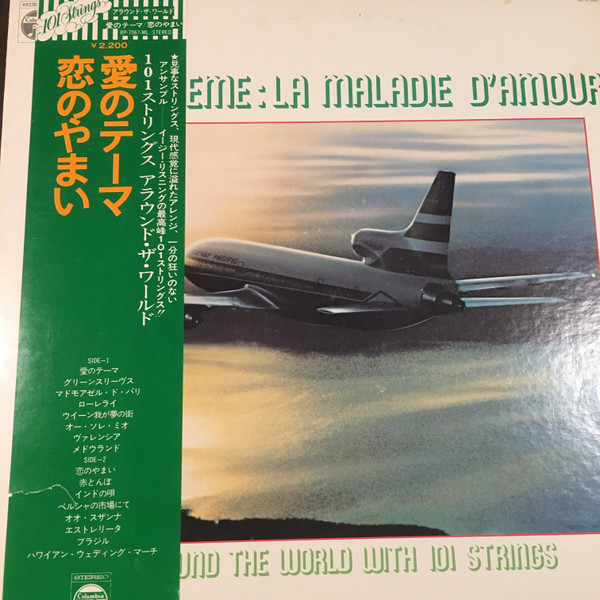 101 Strings
アラウンド・ザ・ワールド
愛のテーマ/恋のやまい
RP-7067-ML STEREO
￥2,200
愛のテーマ
恋のやまい
★見事なストリングス、現代感覚に溢れたアレンジ、一分の狂いのない
アンサンブル――イージー・リスニングの最高峰101ストリングス!!
101ストリングス アラウンド・ザ・ワールド
EME : LA MALADIE D'AMOUR
CATHAY PACIFIC
SIDE-1
愛のテーマ
グリーンスリーヴス
マドモアゼル・ド・パリ
ローレライ
ウイーン我が夢の街
オー・ソレ・ミオ
ヴァレンシア
メドウランド
SIDE-2
恋のやまい
赤とんぼ
インドの唄
ペルシャの市場にて
オオ・スザンナ
エストレリータ
ブラジル
ハワイアン・ウェディング・マーチ
UND THE WORLD WITH 101 STRINGS
STEREO
Columbia